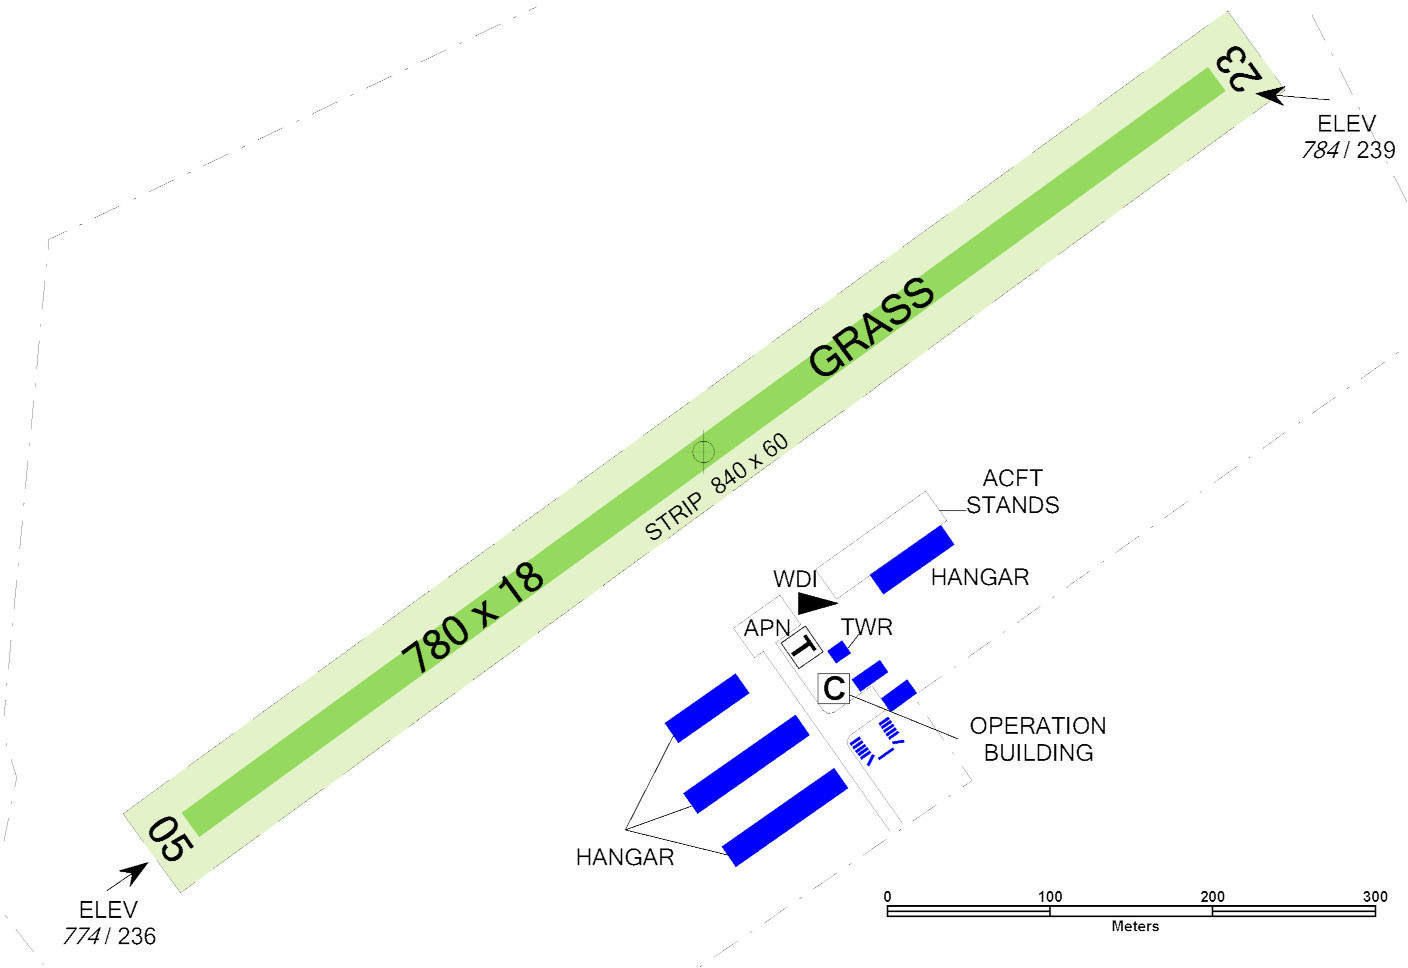 23
ELEV
784 / 239
GRASS
STRIP 840 x 60
780 x 18
ACFT
STANDS
HANGAR
WDI
APN
TWR
T
C
OPERATION
BUILDING
HANGAR
05
ELEV
774 / 236
0 100 200 300
Meters